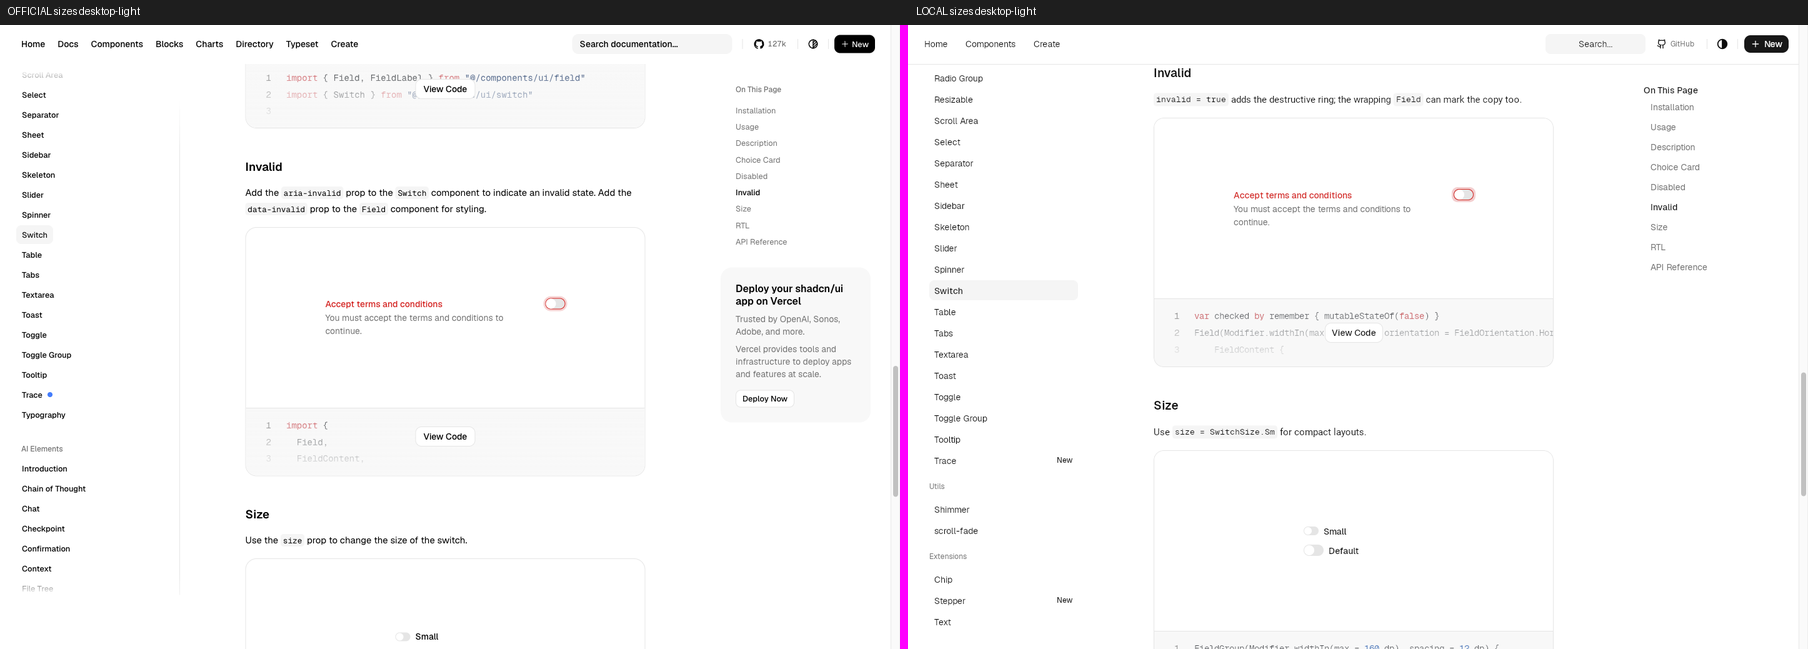 OFFICIAL sizes desktop-light
Home Docs Components Blocks Charts Directory Typeset Create
Search documentation...
127k
+ New
Scroll Area
Select
Separator
Sheet
Sidebar
Skeleton
Slider
Spinner
Switch
Table
Tabs
Textarea
Toast
Toggle
Toggle Group
Tooltip
Trace
Typography
AI Elements
Introduction
Chain of Thought
Chat
Checkpoint
Confirmation
Context
File Tree
1 import { Field, FieldLabel } from "@/components/ui/field"
2 import { Switch } from "@ /ui/switch"
3
View Code
Invalid
Add the aria-invalid prop to the Switch component to indicate an invalid state. Add the
data-invalid prop to the Field component for styling.
Accept terms and conditions
You must accept the terms and conditions to
continue.
1 import {
2 Field,
3 FieldContent,
View Code
Size
Use the size prop to change the size of the switch.
Small
On This Page
Installation
Usage
Description
Choice Card
Disabled
Invalid
Size
RTL
API Reference
Deploy your shadcn/ui
app on Vercel
Trusted by OpenAI, Sonos,
Adobe, and more.
Vercel provides tools and
infrastructure to deploy apps
and features at scale.
Deploy Now
LOCAL sizes desktop-light
Home Components Create
Search...
GitHub
+ New
Radio Group
Resizable
Scroll Area
Select
Separator
Sheet
Sidebar
Skeleton
Slider
Spinner
Switch
Table
Tabs
Textarea
Toast
Toggle
Toggle Group
Tooltip
Trace New
Utils
Shimmer
scroll-fade
Extensions
Chip
Stepper New
Text
Invalid
invalid = true adds the destructive ring; the wrapping Field can mark the copy too.
Accept terms and conditions
You must accept the terms and conditions to
continue.
1 var checked by remember { mutableStateOf(false) }
2 Field(Modifier.widthIn(max orientation = FieldOrientation.Hor
3 FieldContent {
View Code
Size
Use size = SwitchSize.Sm for compact layouts.
Small
Default
1 FieldGroup(Modifier.widthIn(max = 160.dp), spacing = 12.dp) {
On This Page
Installation
Usage
Description
Choice Card
Disabled
Invalid
Size
RTL
API Reference